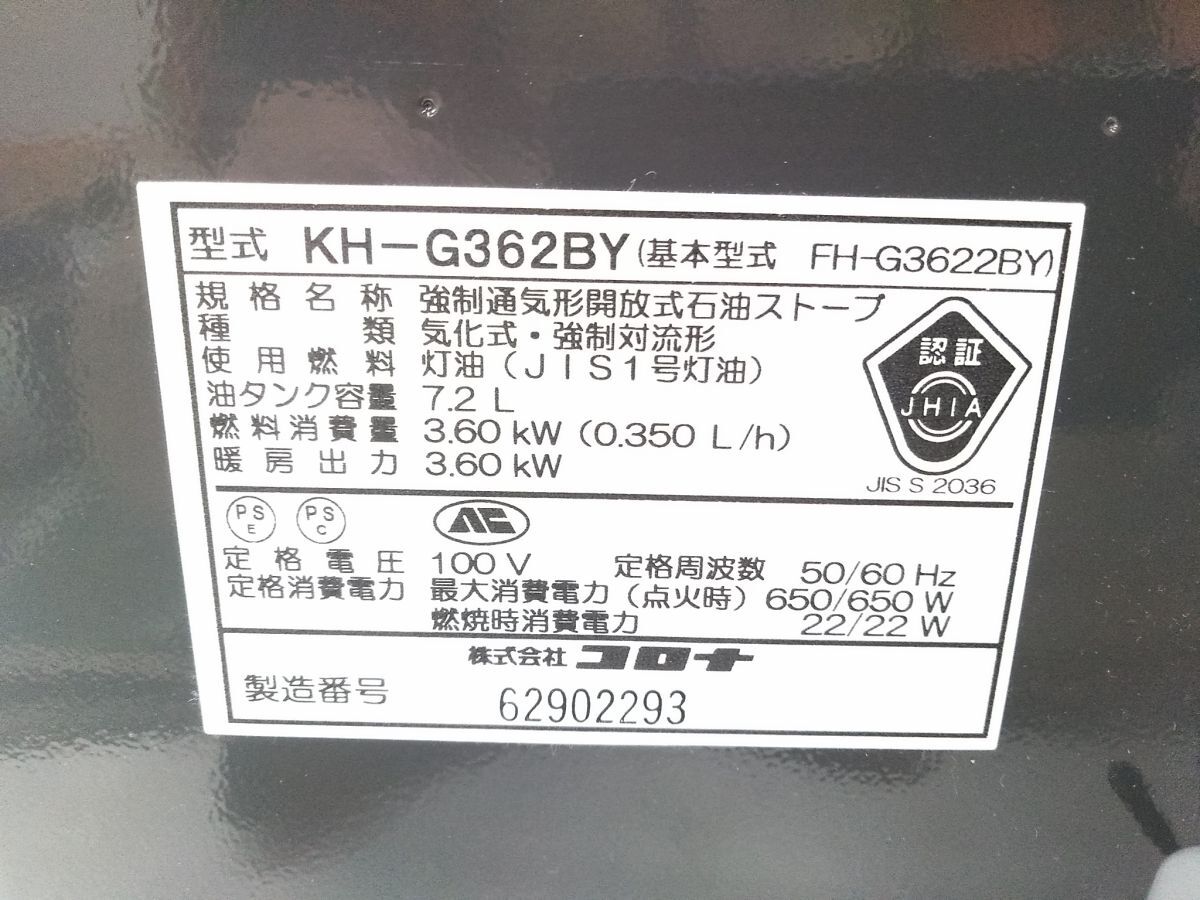 型式 KH-G362BY(基本型式 FH-G3622BY)
規格名称 強制通気形開放式石油ストーブ
種類 気化式・強制対流形
使用燃料 灯油(JIS1号灯油)
油タンク容量 7.2 L
燃料消費量 3.60 kW (0.350 L/h)
暖房出力 3.60 kW
認証
JHIA
JIS S 2036
PS E PS C
定格電圧 100 V 定格周波数 50/60 Hz
定格消費電力 最大消費電力(点火時) 650/650 W
燃焼時消費電力 22/22 W
株式会社コロナ
製造番号 62902293